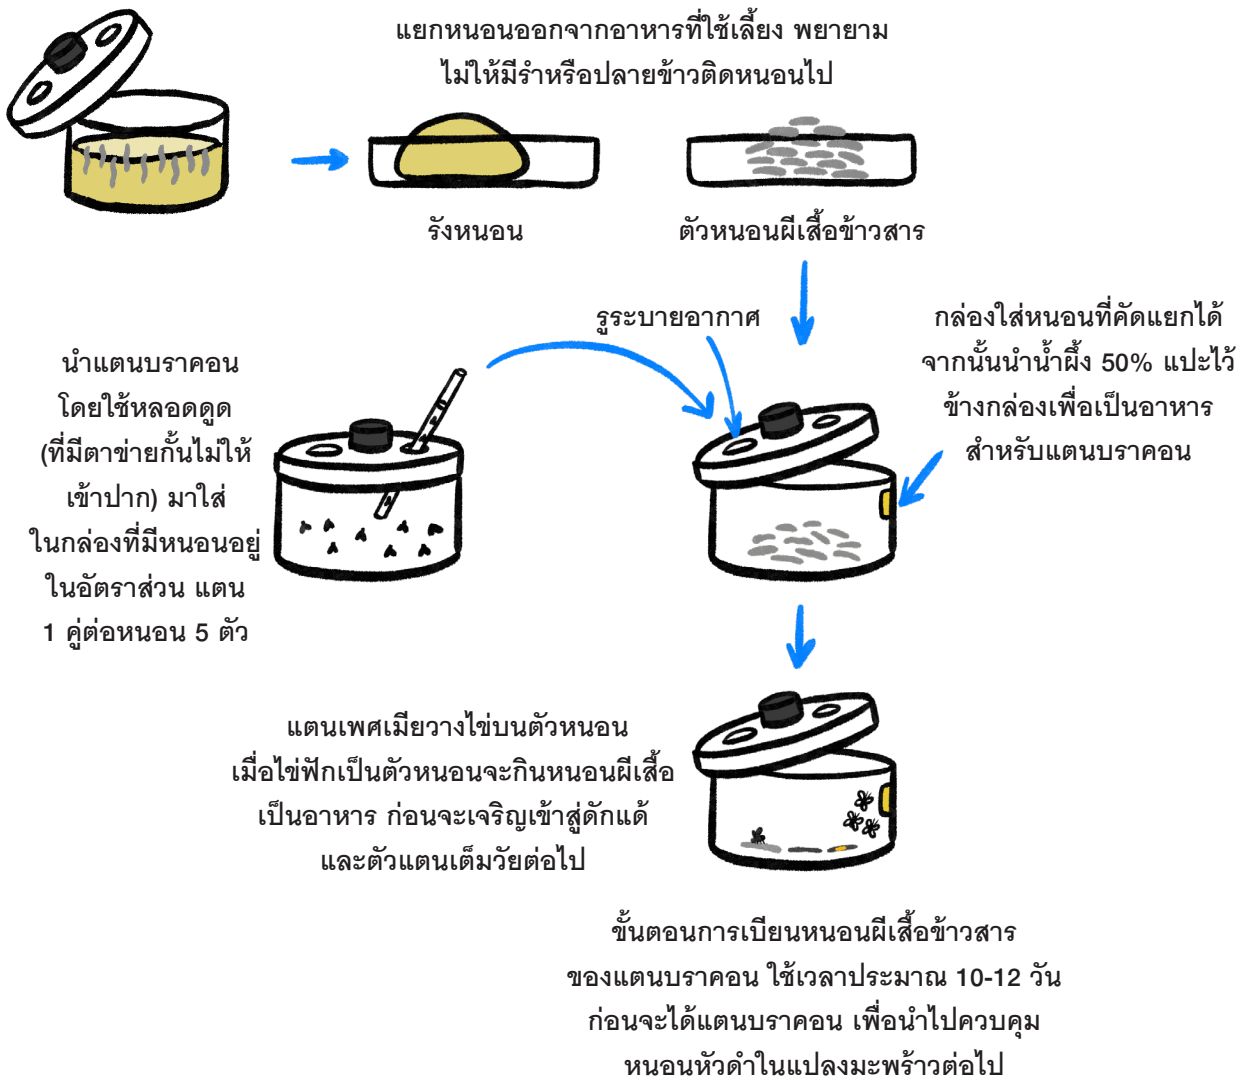 แยกหนอนออกจากอาหารที่ใช้เลี้ยง พยายาม
ไม่ให้มีรำหรือปลายข้าวติดหนอนไป
รังหนอน
ตัวหนอนผีเสื้อข้าวสาร
รูระบายอากาศ
กล่องใส่หนอนที่คัดแยกได้
จากนั้นนำน้ำผึ้ง 50% แปะไว้
ข้างกล่องเพื่อเป็นอาหาร
สำหรับแตนบราคอน
นำแตนบราคอน
โดยใช้หลอดดูด
(ที่มีตาข่ายกั้นไม่ให้
เข้าปาก) มาใส่
ในกล่องที่มีหนอนอยู่
ในอัตราส่วน แตน
1 คู่ต่อหนอน 5 ตัว
แตนเพศเมียวางไข่บนตัวหนอน
เมื่อไข่ฟักเป็นตัวหนอนจะกินหนอนผีเสื้อ
เป็นอาหาร ก่อนจะเจริญเข้าสู่ดักแด้
และตัวแตนเต็มวัยต่อไป
ขั้นตอนการเบียนหนอนผีเสื้อข้าวสาร
ของแตนบราคอน ใช้เวลาประมาณ 10-12 วัน
ก่อนจะได้แตนบราคอน เพื่อนำไปควบคุม
หนอนหัวดำในแปลงมะพร้าวต่อไป